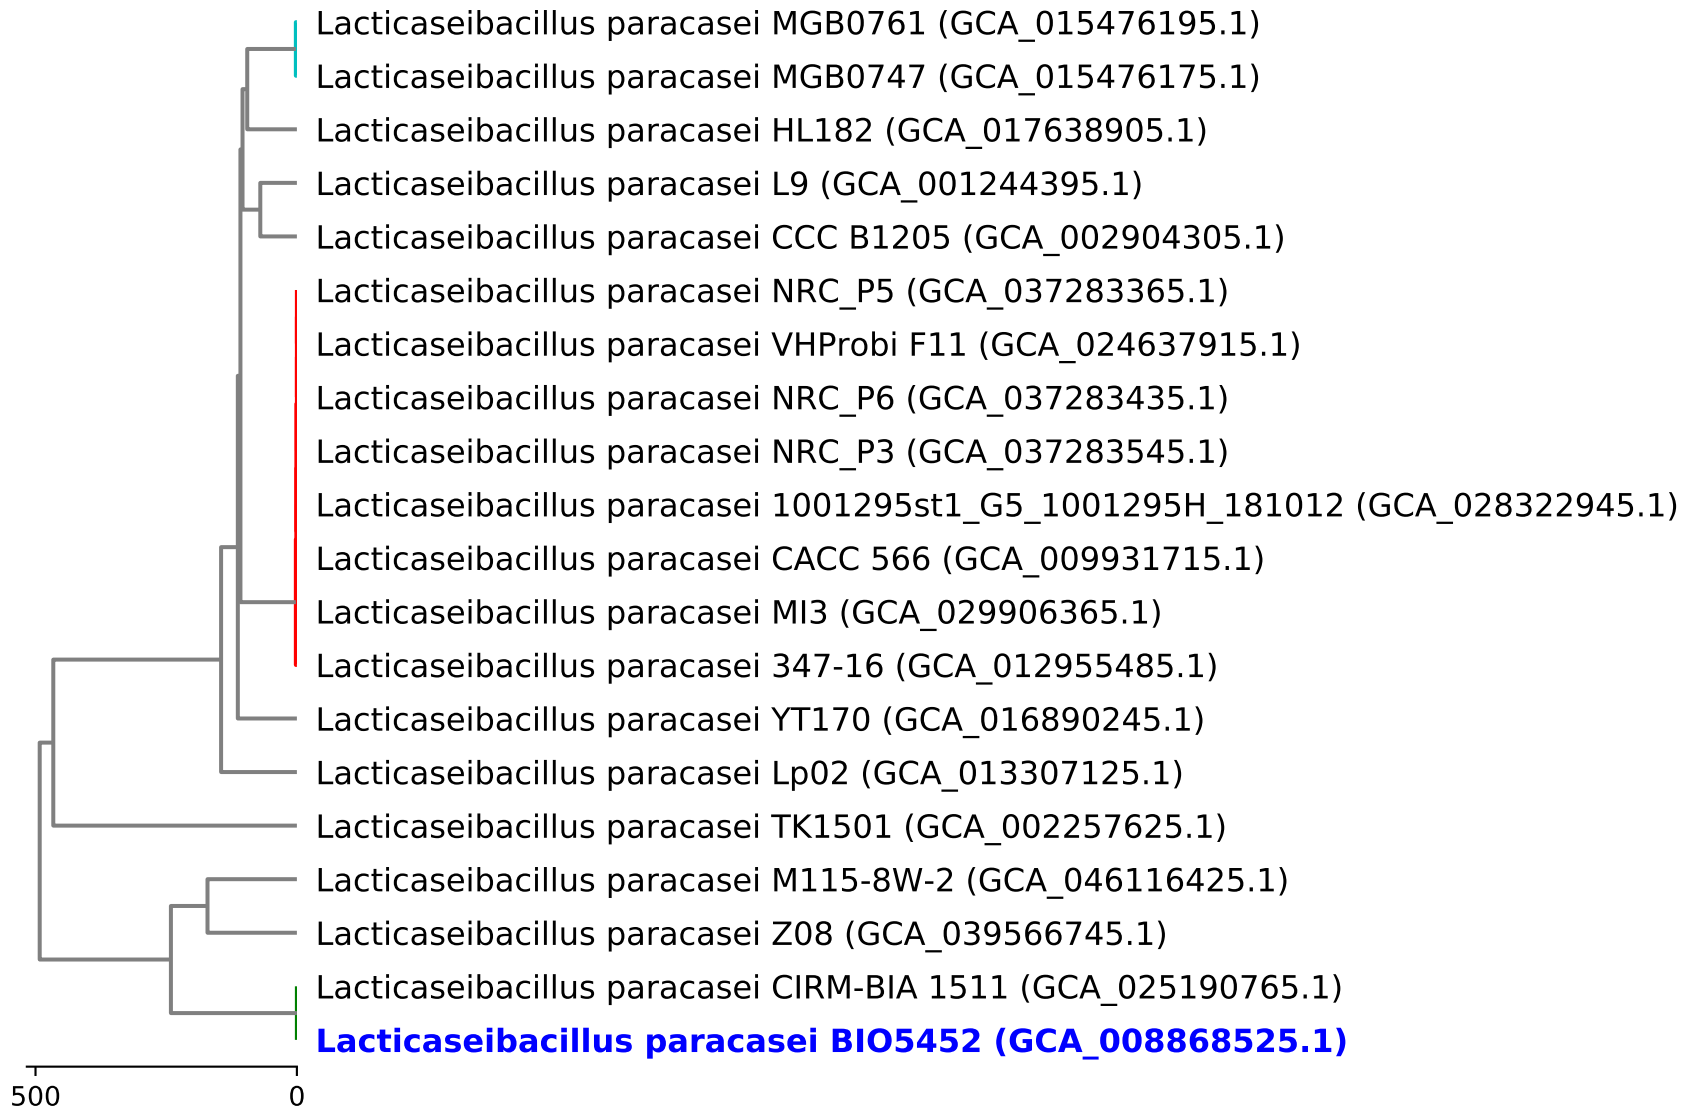 Lacticaseibacillus paracasei MGB0761 (GCA_015476195.1)
Lacticaseibacillus paracasei MGB0747 (GCA_015476175.1)
Lacticaseibacillus paracasei HL182 (GCA_017638905.1)
Lacticaseibacillus paracasei L9 (GCA_001244395.1)
Lacticaseibacillus paracasei CCC B1205 (GCA_002904305.1)
Lacticaseibacillus paracasei NRC_P5 (GCA_037283365.1)
Lacticaseibacillus paracasei VHProbi F11 (GCA_024637915.1)
Lacticaseibacillus paracasei NRC_P6 (GCA_037283435.1)
Lacticaseibacillus paracasei NRC_P3 (GCA_037283545.1)
Lacticaseibacillus paracasei 1001295st1_G5_1001295H_181012 (GCA_028322945.1)
Lacticaseibacillus paracasei CACC 566 (GCA_009931715.1)
Lacticaseibacillus paracasei MI3 (GCA_029906365.1)
Lacticaseibacillus paracasei 347-16 (GCA_012955485.1)
Lacticaseibacillus paracasei YT170 (GCA_016890245.1)
Lacticaseibacillus paracasei Lp02 (GCA_013307125.1)
Lacticaseibacillus paracasei TK1501 (GCA_002257625.1)
Lacticaseibacillus paracasei M115-8W-2 (GCA_046116425.1)
Lacticaseibacillus paracasei Z08 (GCA_039566745.1)
Lacticaseibacillus paracasei CIRM-BIA 1511 (GCA_025190765.1)
Lacticaseibacillus paracasei BIO5452 (GCA_008868525.1)
500 0